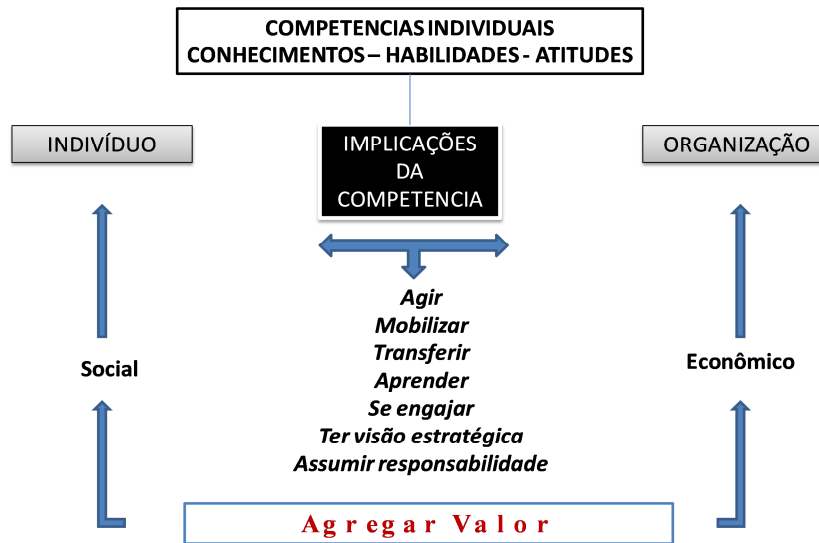 COMPETENCIAS INDIVIDUAIS
CONHECIMENTOS – HABILIDADES - ATITUDES
INDIVÍDUO
IMPLICAÇÕES
DA
COMPETENCIA
ORGANIZAÇÃO
Agir
Mobilizar
Transferir
Aprender
Se engajar
Ter visão estratégica
Assumir responsabilidade
Social
Econômico
Agregar Valor